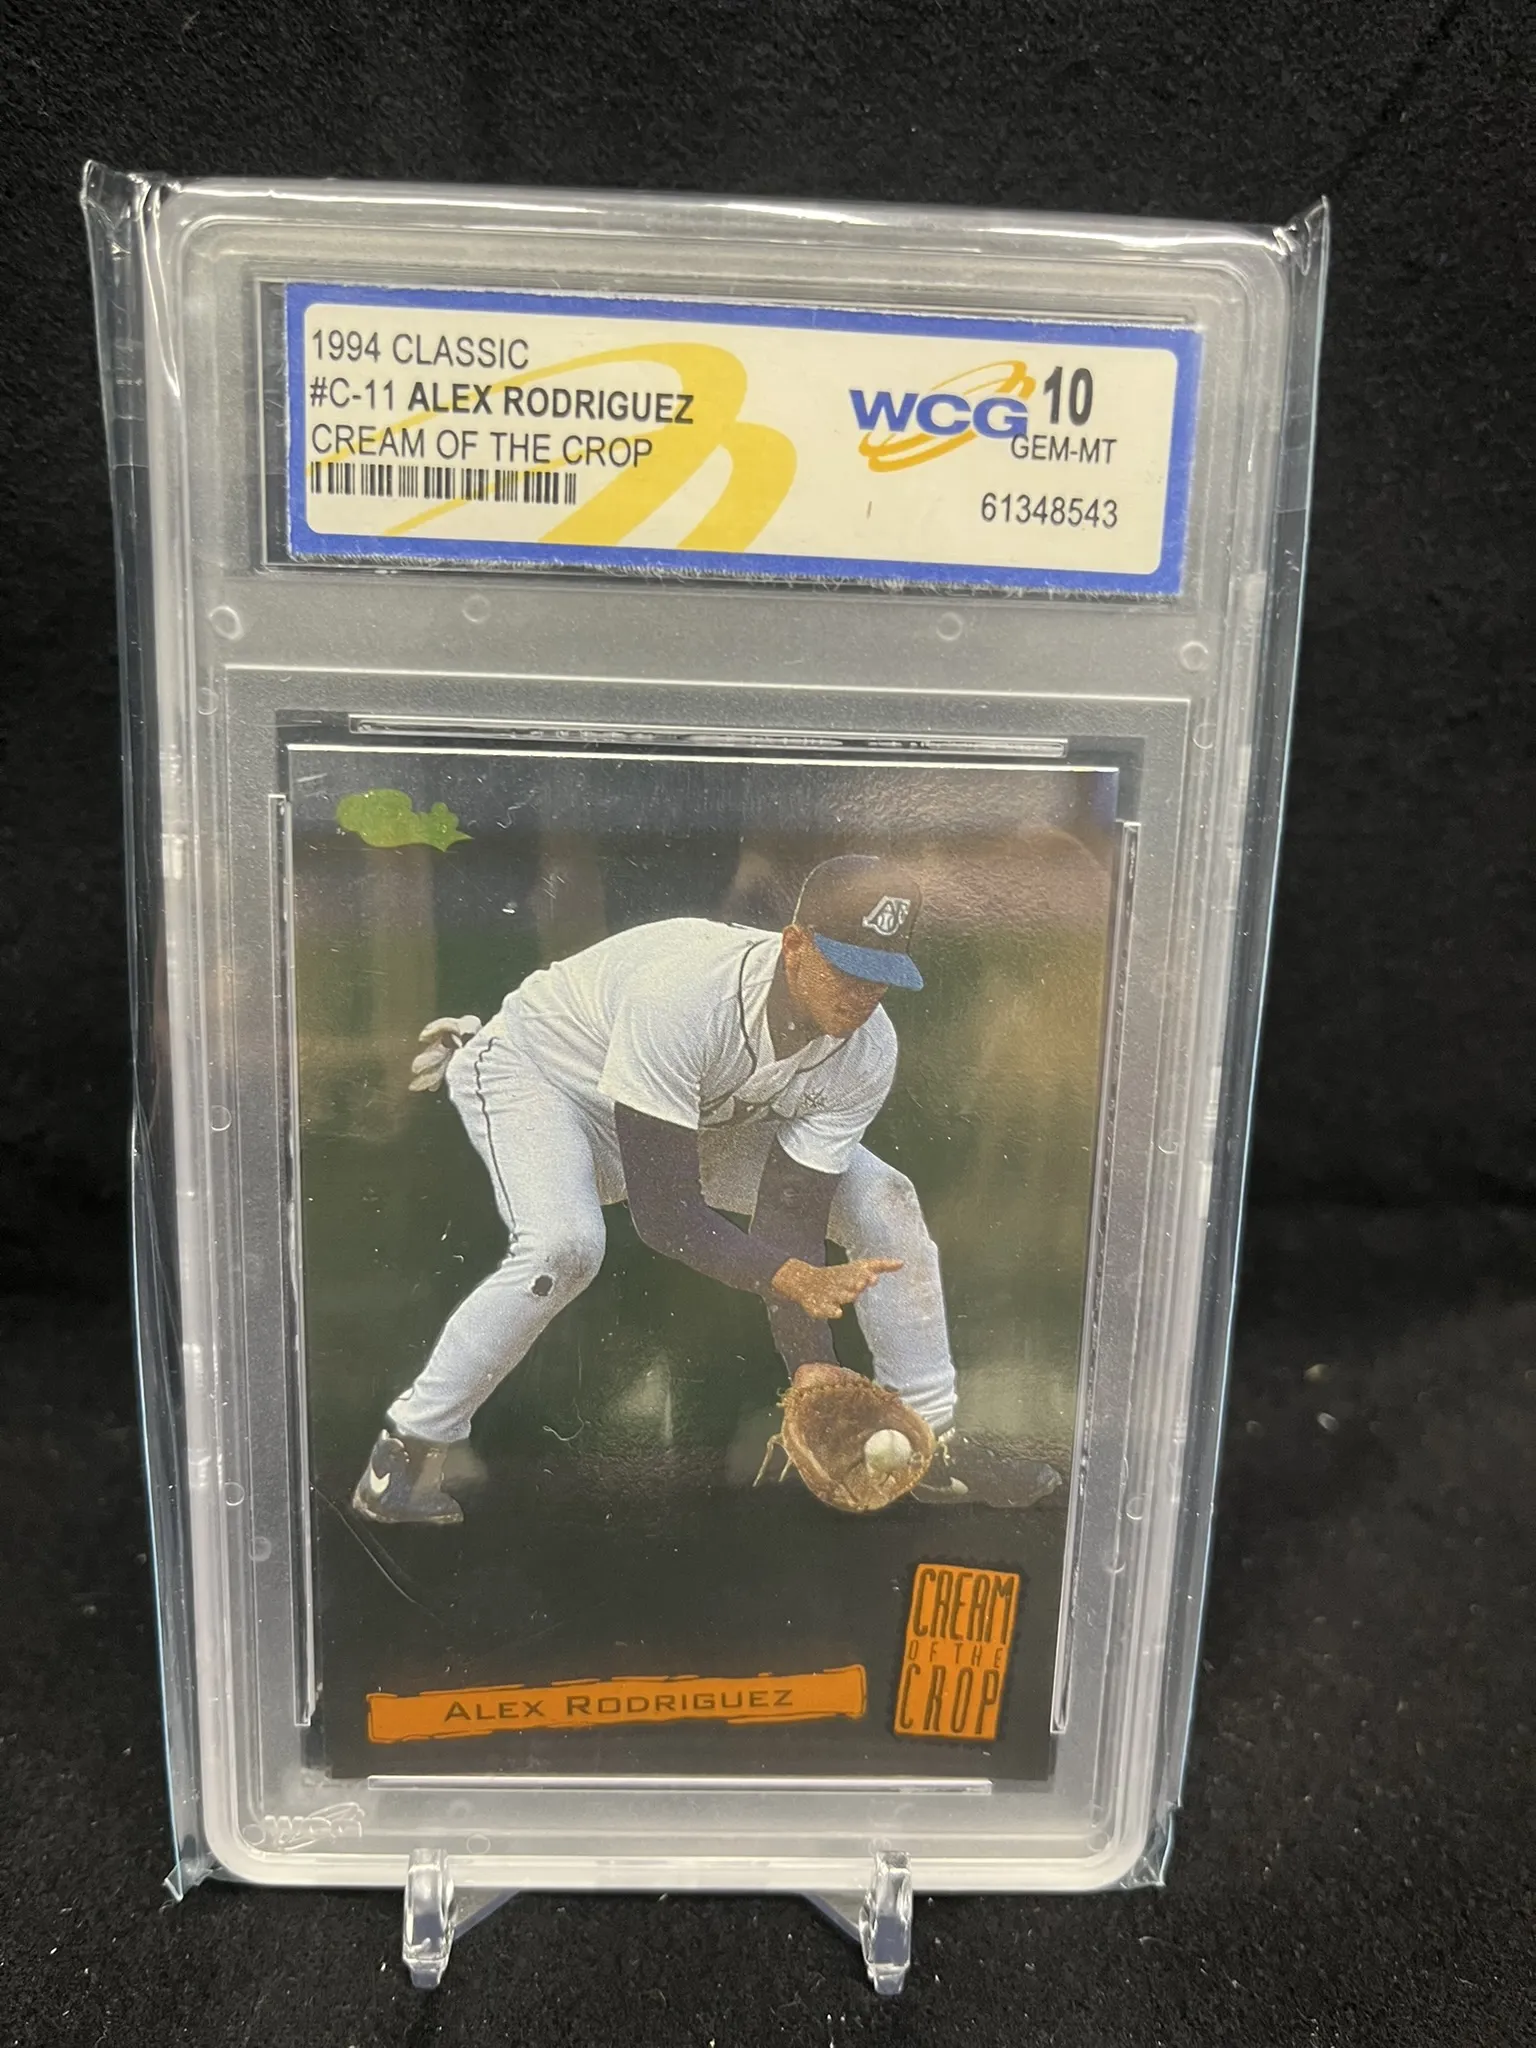 1994 CLASSIC
#C-11 ALEX RODRIGUEZ
CREAM OF THE CROP
WCG 10
GEM-MT
61348543
CREAM
OF THE
CROP
ALEX RODRIGUEZ
WCG